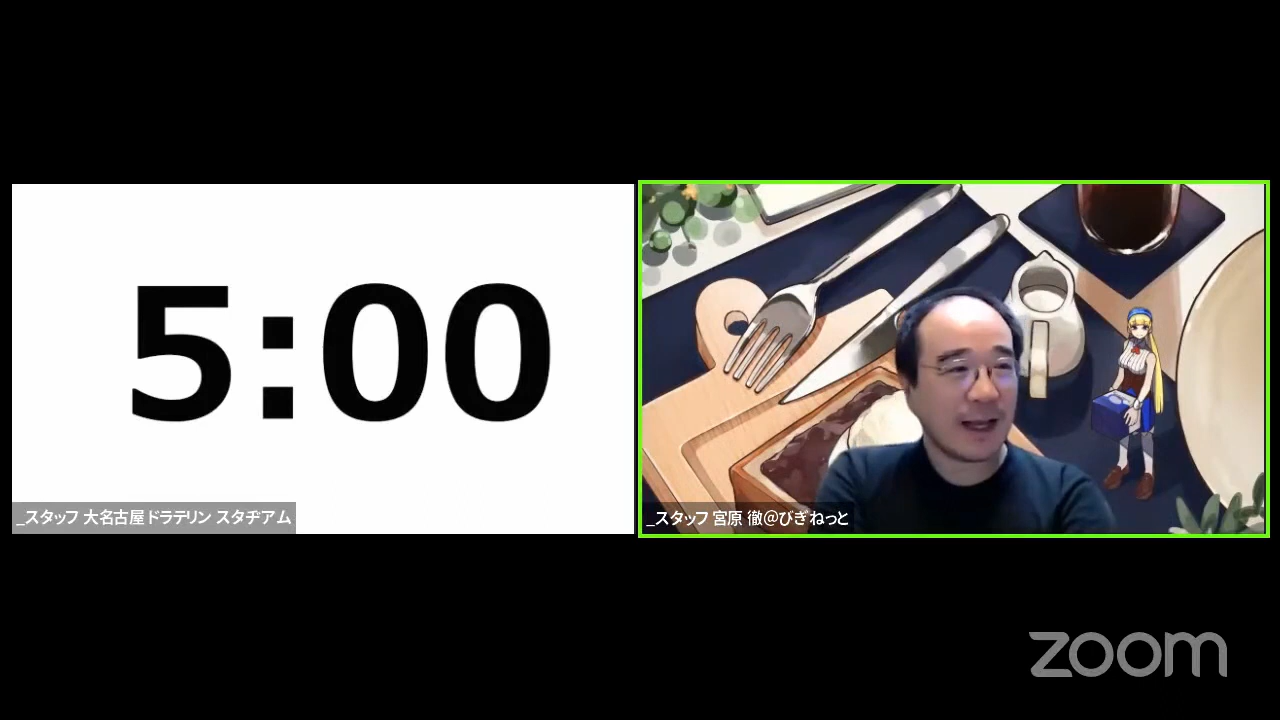 5:00
_スタッフ 大名古屋 ドラテリン スタヂアム
_スタッフ 宮原 徹@びぎねっと
zoom